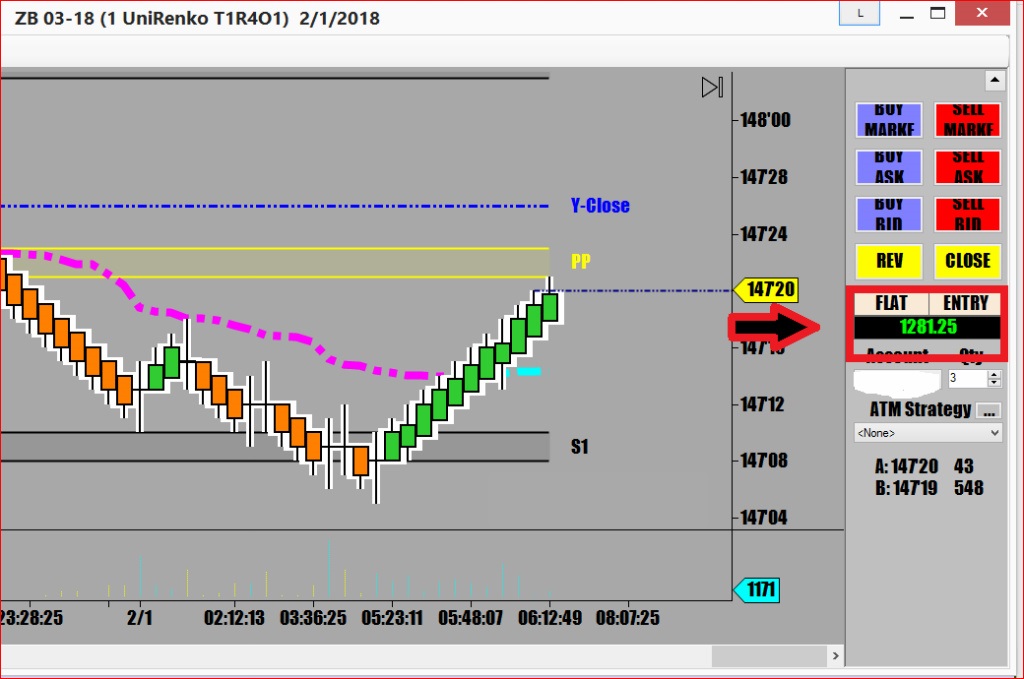 ZB 03-18 (1 UniRenko T1R4O1) 2/1/2018
L
148'00
147'28
Y-Close
147'24
PP
147'20
147'12
S1
147'08
147'04
1171
23:28:25 2/1 02:12:13 03:36:25 05:23:11 05:48:07 06:12:49 08:07:25
BUY SELL
MARKE MARKE
BUY SELL
ASK ASK
BUY SELL
BID BID
REV CLOSE
FLAT ENTRY
1281.25
Account Qty
3
ATM Strategy ...
<None>
A: 147'20 43
B: 147'19 548